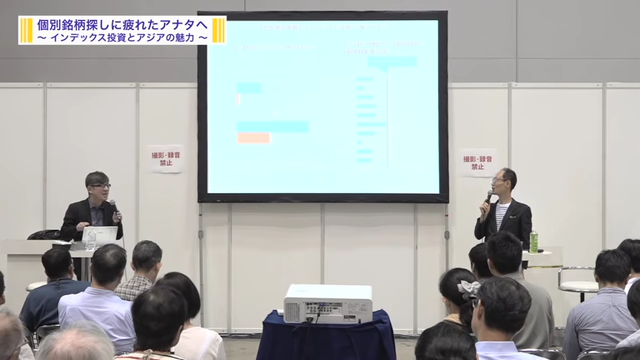 個別銘柄探しに疲れたアナタへ
～ インデックス投資とアジアの魅力 ～
撮影・録音
禁止
撮影・録音
禁止